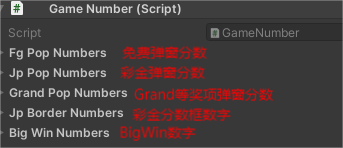 Game Number (Script)
Script GameNumber
Fg Pop Numbers 免费弹窗分数
Jp Pop Numbers 彩金弹窗分数
Grand Pop Numbers Grand等奖项弹窗分数
Jp Border Numbers 彩金分数框数字
Big Win Numbers BigWin数字